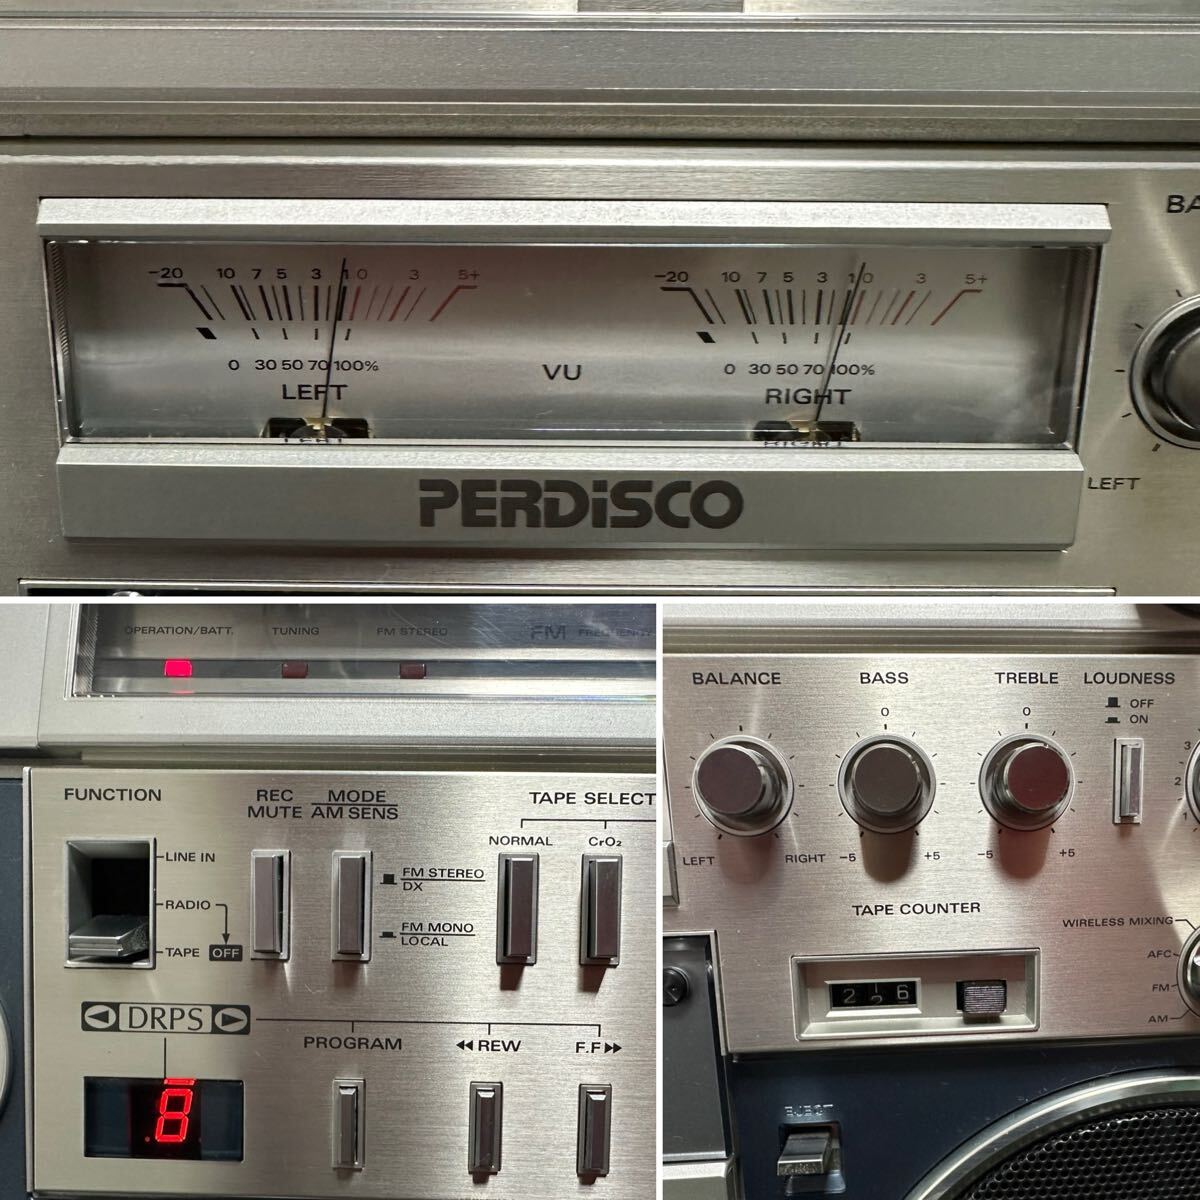 BA
-20 10 7 5 3 1 0 3 5+
0 30 50 70 100%
LEFT
VU
-20 10 7 5 3 1 0 3 5+
0 30 50 70 100%
RIGHT
LEFT
PERDiSCO
OPERATION/BATT. TUNING FM STEREO FM FREQUENCY
FUNCTION
REC MUTE
MODE
AM SENS
TAPE SELECT
NORMAL CrO2
LINE IN
RADIO
TAPE OFF
FM STEREO
DX
FM MONO
LOCAL
DRPS
PROGRAM ◀◀ REW F.F ▶▶
8
BALANCE BASS TREBLE LOUDNESS
0 0
OFF
ON
3
2
1
LEFT RIGHT -5 +5 -5 +5
TAPE COUNTER
2 6
WIRELESS MIXING
AFC
FM
AM
EJECT